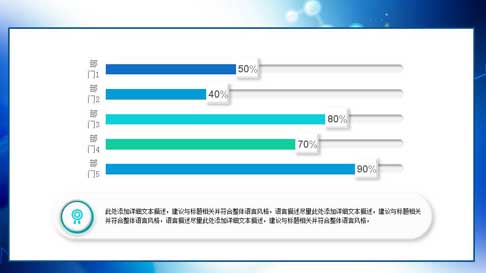 部
门1
50%
部
门2
40%
部
门3
80%
部
门4
70%
部
门5
90%
此处添加详细文本描述，建议与标题相关并符合整体语言风格，语言描述尽量此处添加详细文本描述，建议与标题相关
并符合整体语言风格，语言描述尽量此处添加详细文本描述，建议与标题相关并符合整体语言风格，